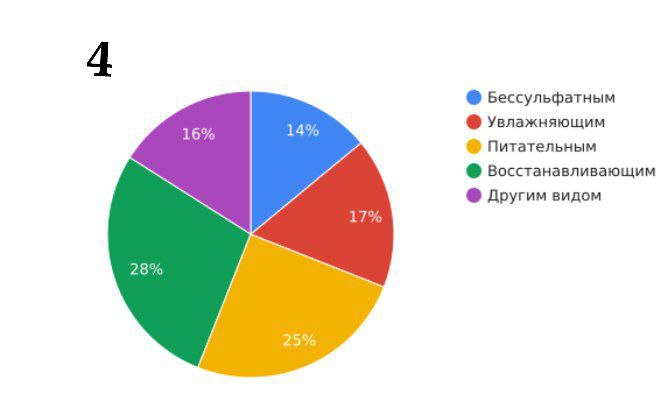 4
14%
17%
25%
28%
16%
Бессульфатным
Увлажняющим
Питательным
Восстанавливающим
Другим видом